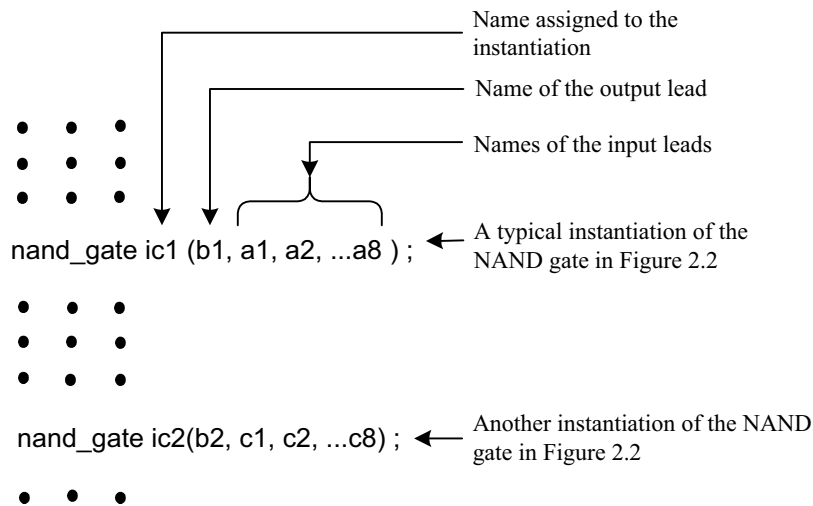 Name assigned to the
instantiation
Name of the output lead
Names of the input leads
nand_gate ic1 (b1, a1, a2, ...a8 ) ;
A typical instantiation of the
NAND gate in Figure 2.2
nand_gate ic2(b2, c1, c2, ...c8) ;
Another instantiation of the NAND
gate in Figure 2.2